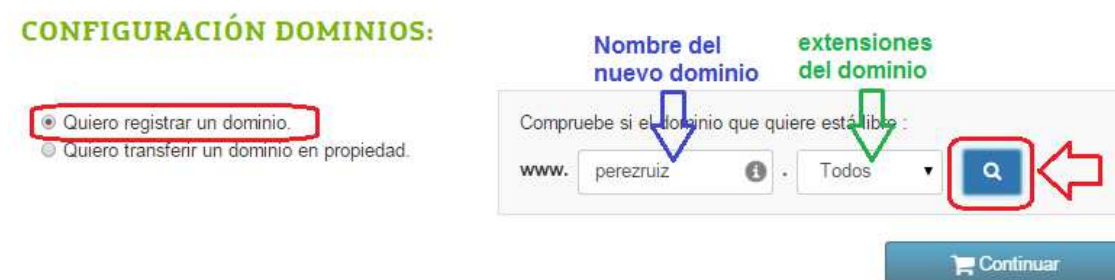 CONFIGURACIÓN DOMINIOS:
Nombre del
nuevo dominio
extensiones
del dominio
Quiero registrar un dominio.
Quiero transferir un dominio en propiedad.
Compruebe si el dominio que quiere está libre :
www. perezruiz . Todos
Continuar